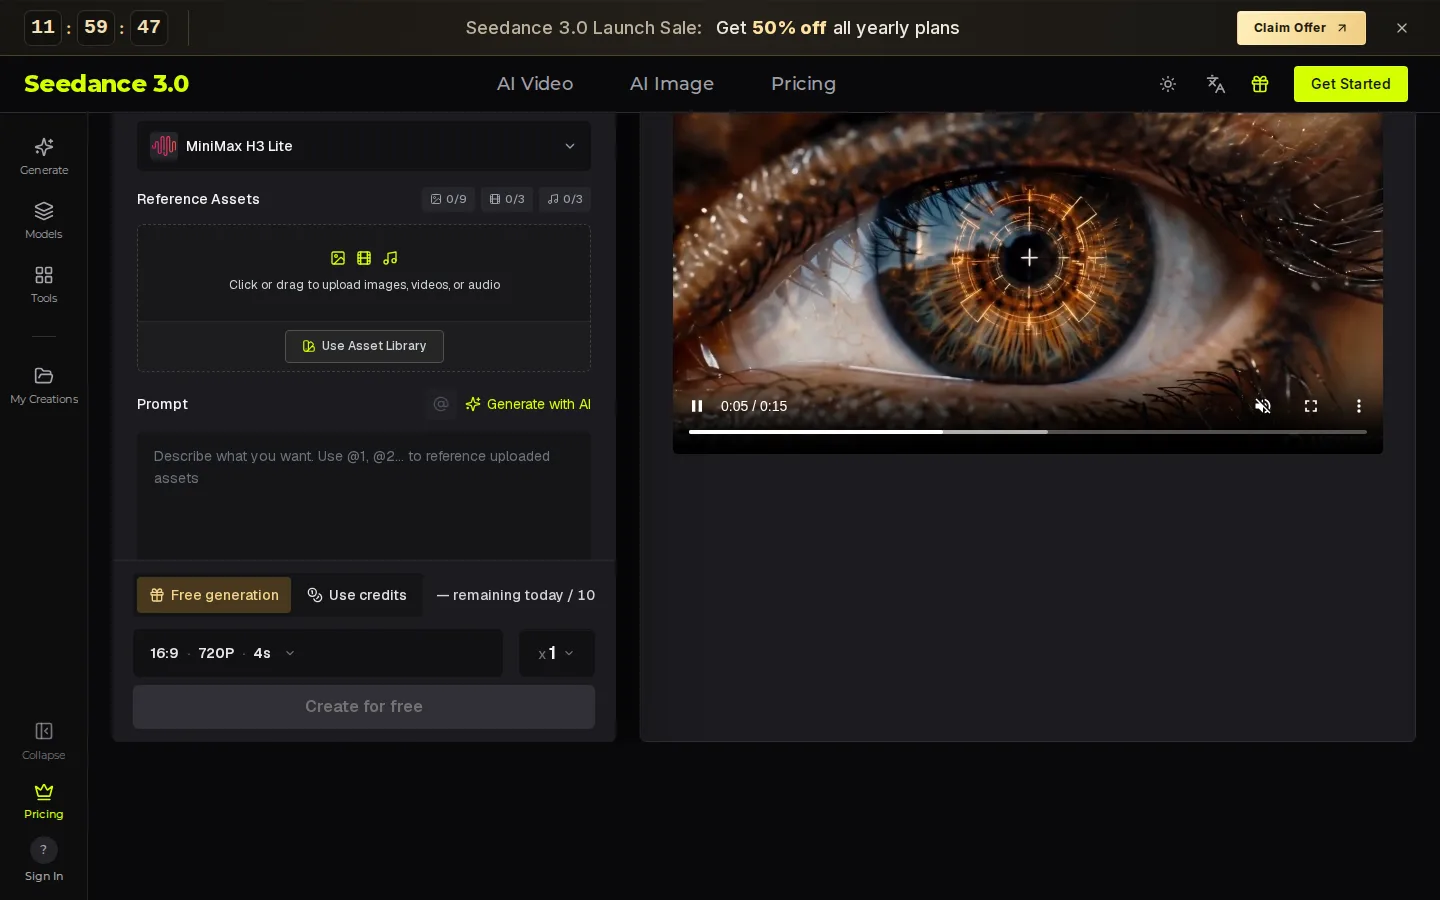 11 : 59 : 47
Seedance 3.0 Launch Sale: Get 50% off all yearly plans
Claim Offer
Seedance 3.0
AI Video
AI Image
Pricing
Get Started
Generate
Models
Tools
My Creations
Collapse
Pricing
?
Sign In
MiniMax H3 Lite
Reference Assets
0/9
0/3
0/3
Click or drag to upload images, videos, or audio
Use Asset Library
Prompt
@
Generate with AI
Describe what you want. Use @1, @2... to reference uploaded
assets
Free generation
Use credits
— remaining today / 10
16:9 · 720P · 4s
x 1
Create for free
0:05 / 0:15